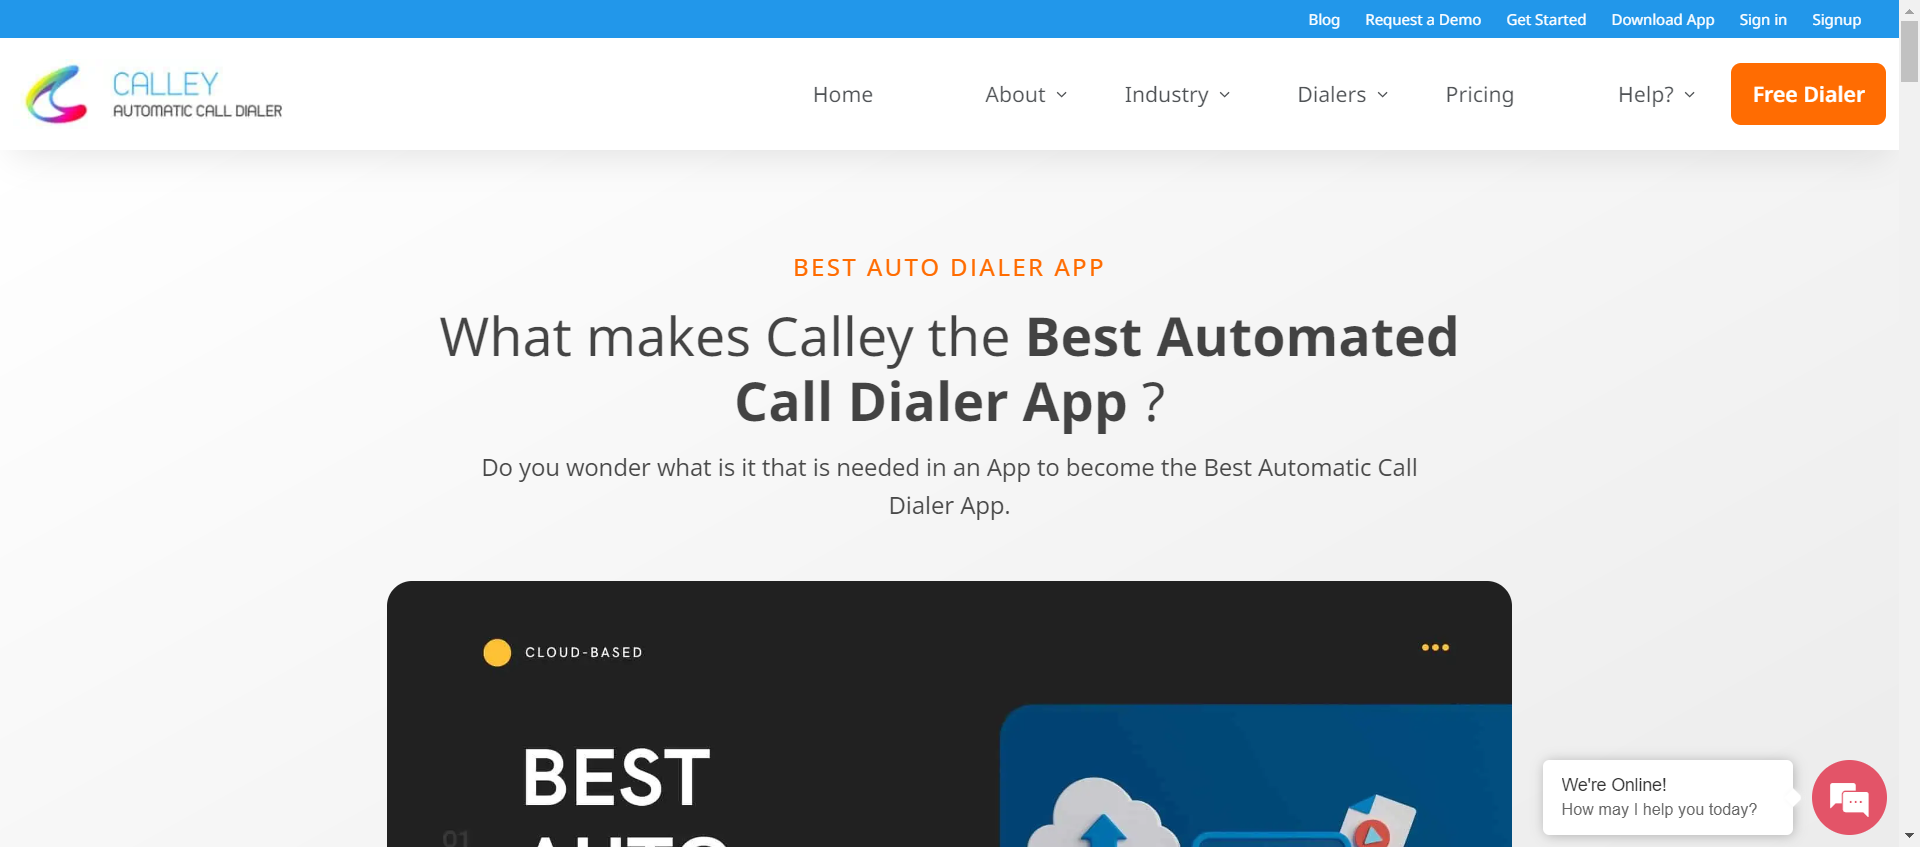 Blog Request a Demo Get Started Download App Sign in Signup
CALLEY
AUTOMATIC CALL DIALER
Home About Industry Dialers Pricing Help? Free Dialer
BEST AUTO DIALER APP
What makes Calley the Best Automated
Call Dialer App ?
Do you wonder what is it that is needed in an App to become the Best Automatic Call
Dialer App.
CLOUD-BASED
BEST
01
AUTO
We're Online!
How may I help you today?